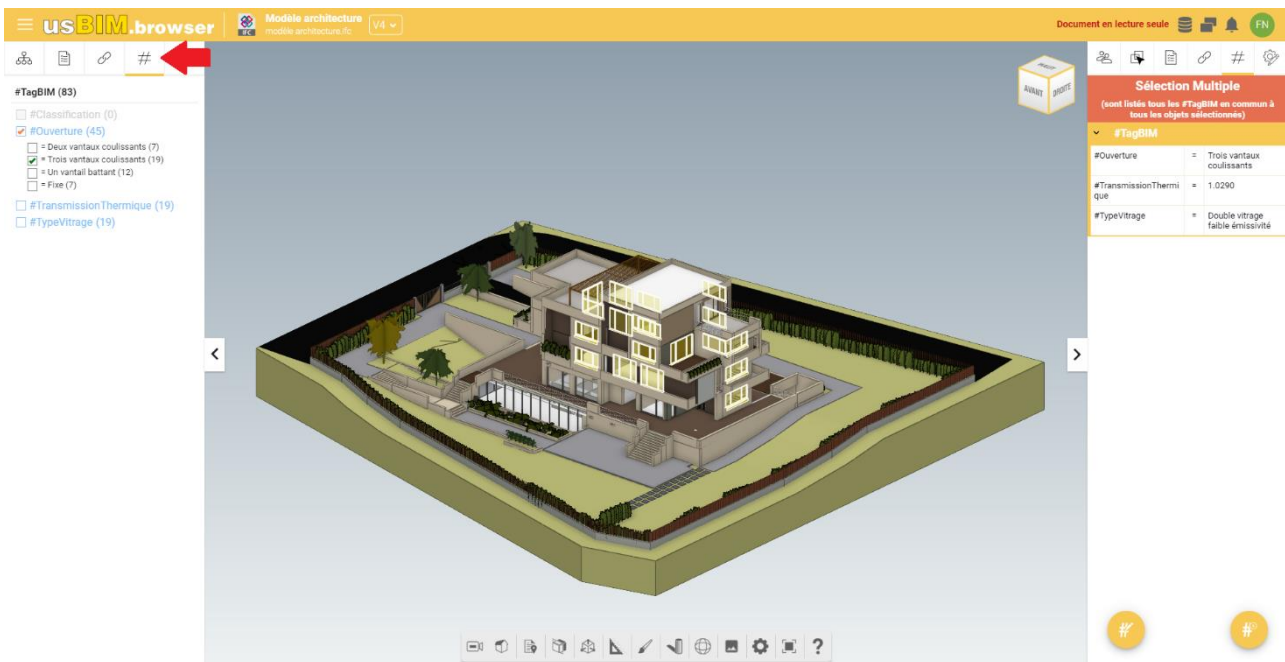 usBIM.browser
IFC
Modèle architecture
modèle architecture.ifc
V4
Document en lecture seule
FN
#TagBIM (83)
#Classification (0)
#Ouverture (45)
= Deux vantaux coulissants (7)
= Trois vantaux coulissants (19)
= Un vantail battant (12)
= Fixe (7)
#TransmissionThermique (19)
#TypeVitrage (19)
AVANT
DROITE
Sélection Multiple
(sont listés tous les #TagBIM en commun à
tous les objets sélectionnés)
#TagBIM
#Ouverture = Trois vantaux
coulissants
#TransmissionThermi = 1.0290
que
#TypeVitrage = Double vitrage
faible émissivité